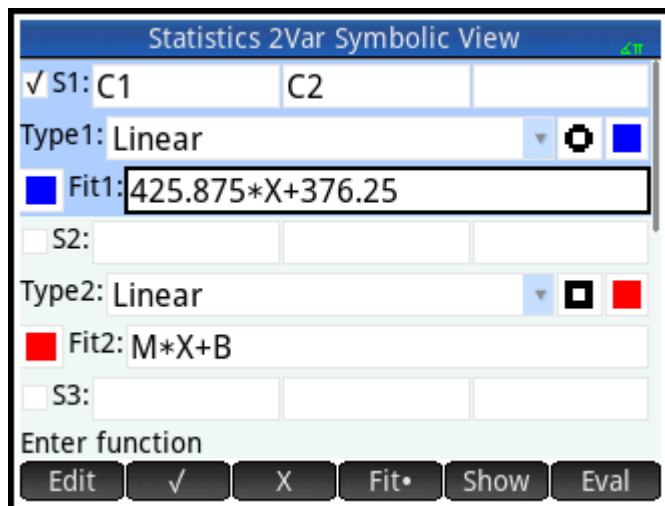 Statistics 2Var Symbolic View
∡π
√ S1: C1 C2
Type1: Linear
Fit1: 425.875*X+376.25
S2:
Type2: Linear
Fit2: M*X+B
S3:
Enter function
Edit √ X Fit• Show Eval